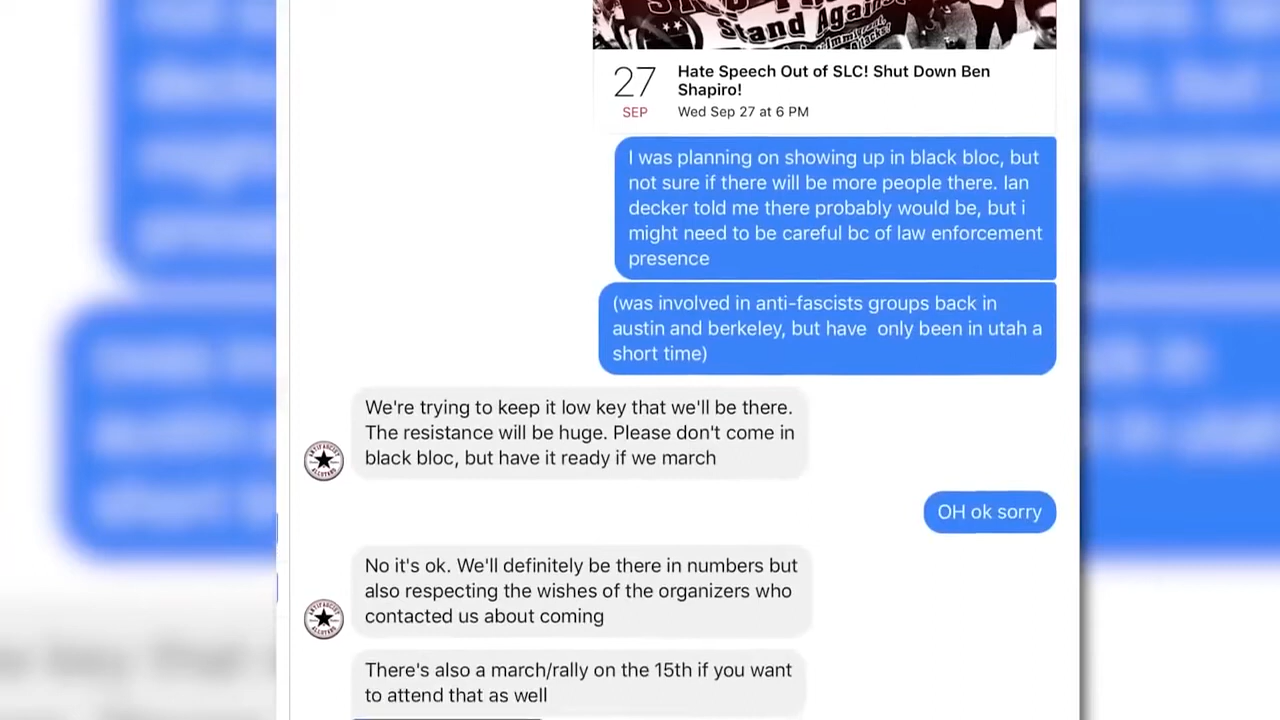 Stand Agains
Immigrant
Attacks!
27
SEP
Hate Speech Out of SLC! Shut Down Ben
Shapiro!
Wed Sep 27 at 6 PM
I was planning on showing up in black bloc, but
not sure if there will be more people there. Ian
decker told me there probably would be, but i
might need to be careful bc of law enforcement
presence
(was involved in anti-fascists groups back in
austin and berkeley, but have  only been in utah a
short time)
We're trying to keep it low key that we'll be there.
The resistance will be huge. Please don't come in
black bloc, but have it ready if we march
OH ok sorry
No it's ok. We'll definitely be there in numbers but
also respecting the wishes of the organizers who
contacted us about coming
There's also a march/rally on the 15th if you want
to attend that as well